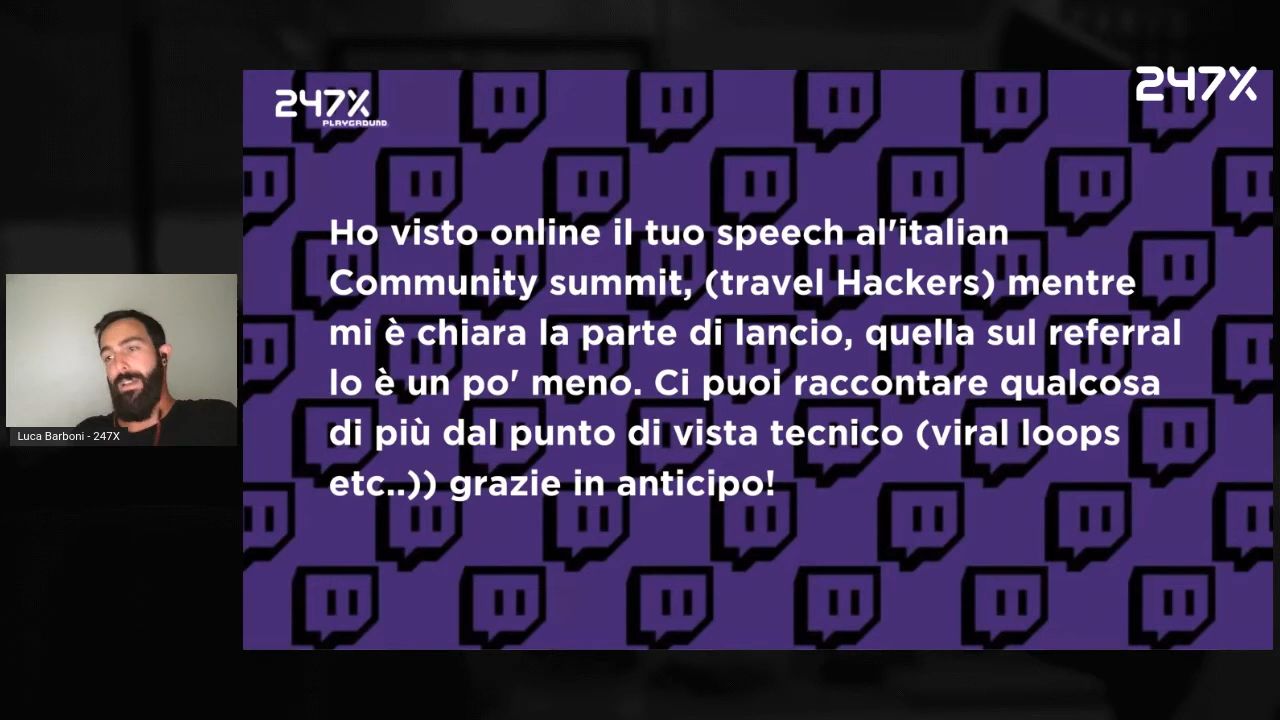 247X
247X
PLAYGROUND
Ho visto online il tuo speech al'italian
Community summit, (travel Hackers) mentre
mi è chiara la parte di lancio, quella sul referral
lo è un po' meno. Ci puoi raccontare qualcosa
di più dal punto di vista tecnico (viral loops
etc..)) grazie in anticipo!
Luca Barboni - 247X